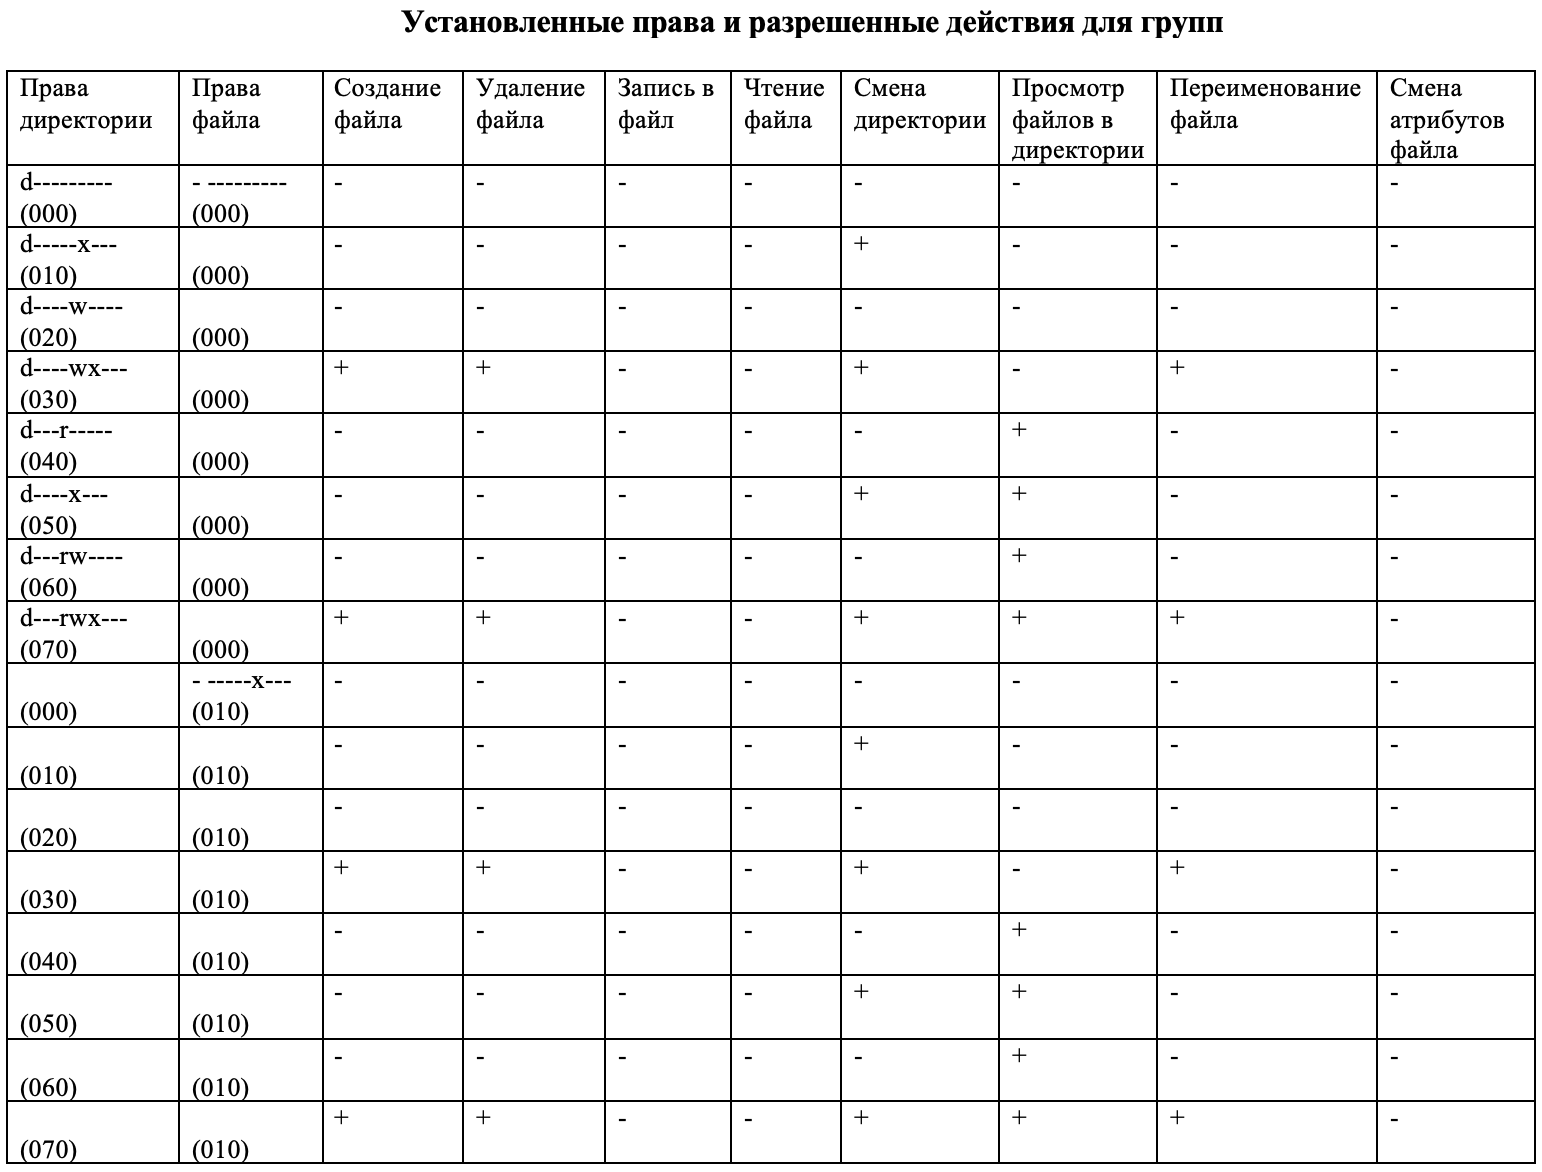 Установленные права и разрешенные действия для групп
Права директории Права файла Создание файла Удаление файла Запись в файл Чтение файла Смена директории Просмотр файлов в директории Переименование файла Смена атрибутов файла
d--------- (000) - --------- (000) - - - - - - - -
d-----x--- (010) (000) - - - - + - - -
d----w---- (020) (000) - - - - - - - -
d----wx--- (030) (000) + + - - + - + -
d---r----- (040) (000) - - - - - + - -
d----x--- (050) (000) - - - - + + - -
d---rw---- (060) (000) - - - - - + - -
d---rwx--- (070) (000) + + - - + + + -
(000) - -----x--- (010) - - - - - - - -
(010) (010) - - - - + - - -
(020) (010) - - - - - - - -
(030) (010) + + - - + - + -
(040) (010) - - - - - + - -
(050) (010) - - - - + + - -
(060) (010) - - - - - + - -
(070) (010) + + - - + + + -